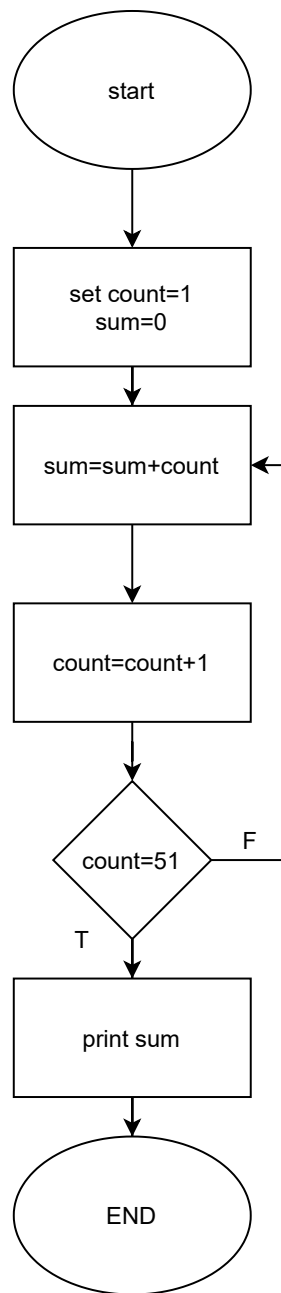 start
set count=1
sum=0
sum=sum+count
count=count+1
count=51
F
T
print sum
END